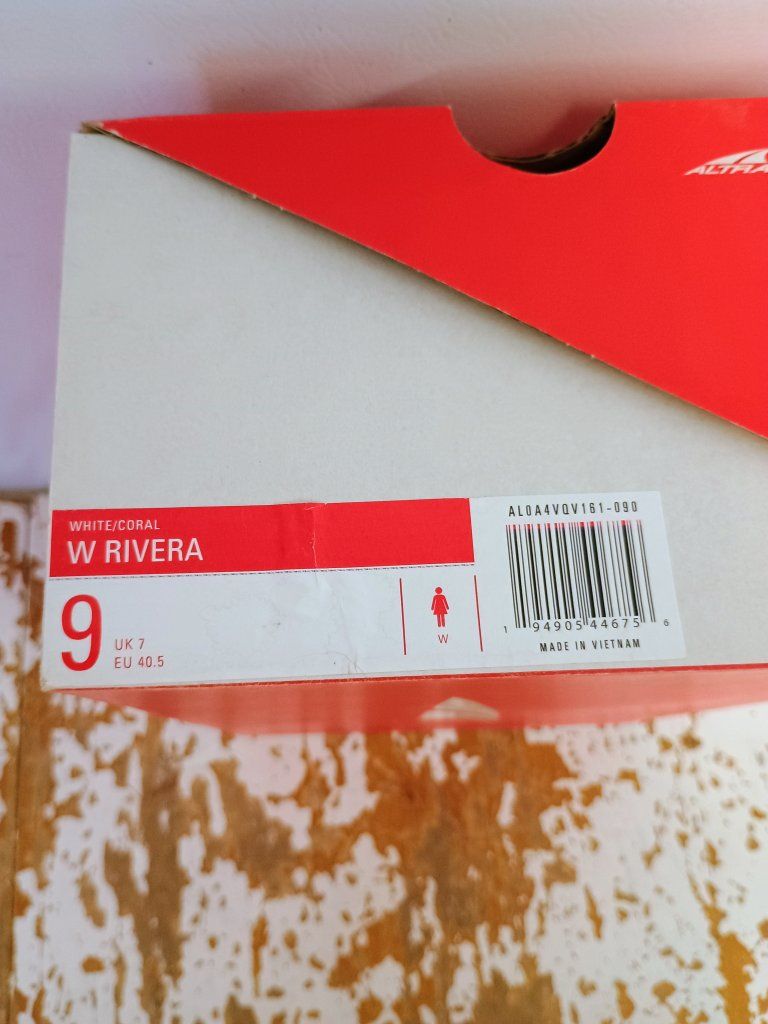 ALTRA
WHITE/CORAL
W RIVERA
9
UK 7
EU 40.5
W
AL0A4VQV161-090
1 94905 44675 6
MADE IN VIETNAM